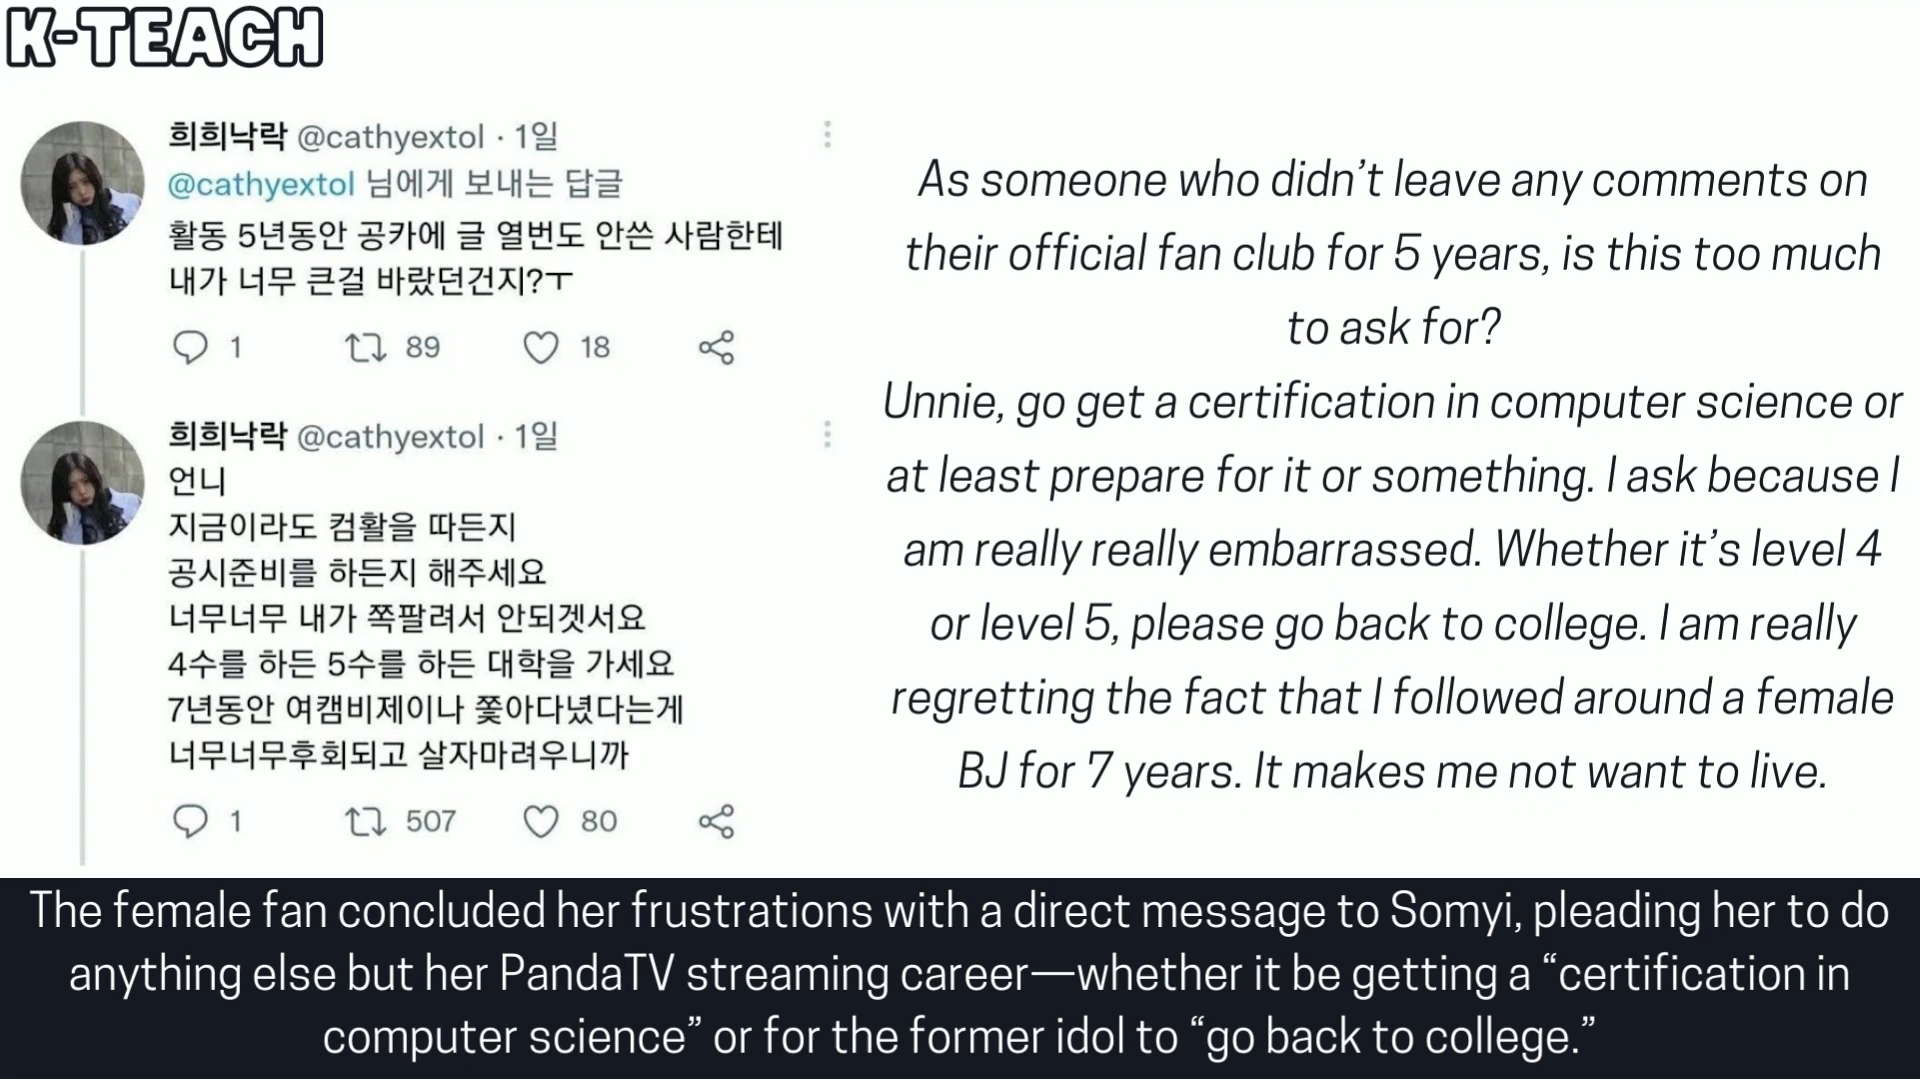 K-TEACH
희희낙락 @cathyextol · 1일
@cathyextol 님에게 보내는 답글
활동 5년동안 공카에 글 열번도 안쓴 사람한테
내가 너무 큰걸 바랐던건지?ㅜ
1 89 18
희희낙락 @cathyextol · 1일
언니
지금이라도 컴활을 따든지
공시준비를 하든지 해주세요
너무너무 내가 쪽팔려서 안되겟서요
4수를 하든 5수를 하든 대학을 가세요
7년동안 여캠비제이나 쫓아다녔다는게
너무너무후회되고 살자마려우니까
1 507 80
As someone who didn’t leave any comments on
their official fan club for 5 years, is this too much
to ask for?
Unnie, go get a certification in computer science or
at least prepare for it or something. I ask because I
am really really embarrassed. Whether it’s level 4
or level 5, please go back to college. I am really
regretting the fact that I followed around a female
BJ for 7 years. It makes me not want to live.
The female fan concluded her frustrations with a direct message to Somyi, pleading her to do
anything else but her PandaTV streaming career—whether it be getting a “certification in
computer science” or for the former idol to “go back to college.”